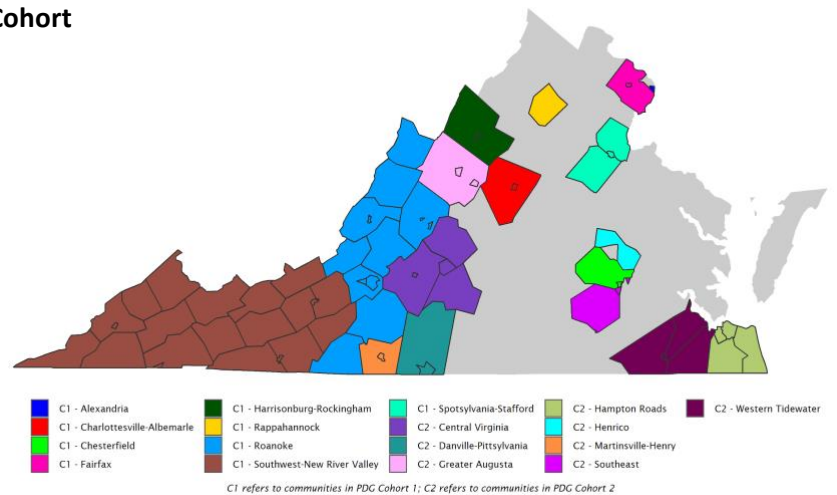 Cohort
C1 - Alexandria
C1 - Charlottesville-Albemarle
C1 - Chesterfield
C1 - Fairfax
C1 - Harrisonburg-Rockingham
C1 - Rappahannock
C1 - Roanoke
C1 - Southwest-New River Valley
C1 - Spotsylvania-Stafford
C2 - Central Virginia
C2 - Danville-Pittsylvania
C2 - Greater Augusta
C2 - Hampton Roads
C2 - Henrico
C2 - Martinsville-Henry
C2 - Southeast
C2 - Western Tidewater
C1 refers to communities in PDG Cohort 1; C2 refers to communities in PDG Cohort 2